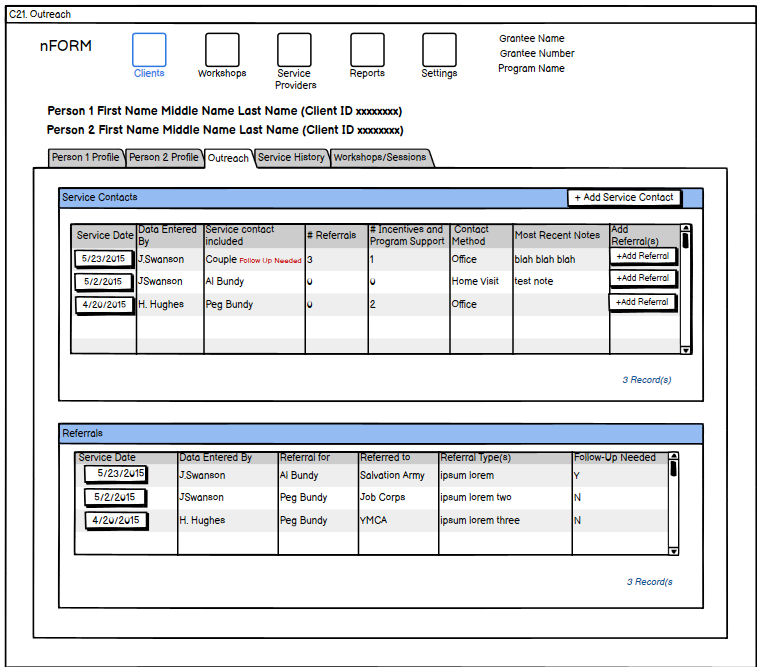 C21. Outreach
nFORM
Clients
Workshops
Service
Providers
Reports
Settings
Grantee Name
Grantee Number
Program Name
Person 1 First Name Middle Name Last Name (Client ID xxxxxxxx)
Person 2 First Name Middle Name Last Name (Client ID xxxxxxxx)
Person 1 Profile Person 2 Profile Outreach Service History Workshops/Sessions
Service Contacts + Add Service Contact
Service Date Data Entered By Service contact included # Referrals # Incentives and Program Support Contact Method Most Recent Notes Add Referral(s)
5/23/2015 J.Swanson Couple Follow Up Needed 3 1 Office blah blah blah +Add Referral
5/2/2015 JSwanson Al Bundy 0 0 Home Visit test note +Add Referral
4/20/2015 H. Hughes Peg Bundy 0 2 Office +Add Referral
3 Record(s)
Referrals
Service Date Data Entered By Referral for Referred to Referral Type(s) Follow-Up Needed
5/23/2015 J.Swanson Al Bundy Salvation Army ipsum lorem Y
5/2/2015 JSwanson Peg Bundy Job Corps ipsum lorem two N
4/20/2015 H. Hughes Peg Bundy YMCA ipsum lorem three N
3 Record(s